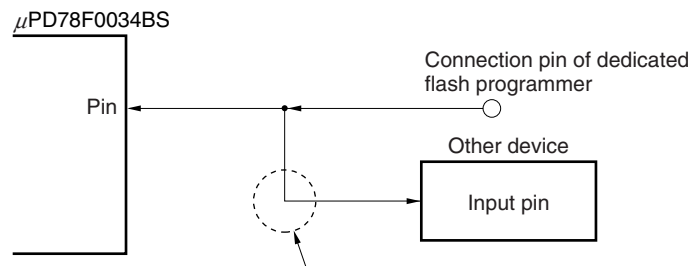 μPD78F0034BS
Connection pin of dedicated
flash programmer
Pin
Other device
Input pin